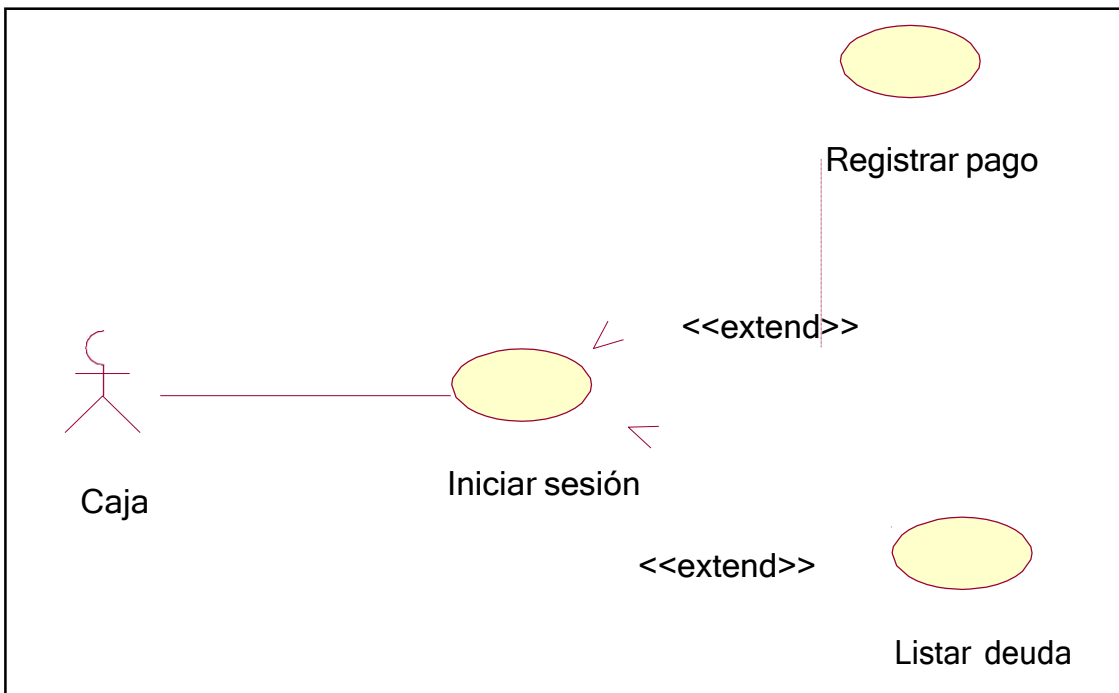 Registrar pago
<<extend>>
Iniciar sesión
Caja
<<extend>>
Listar deuda